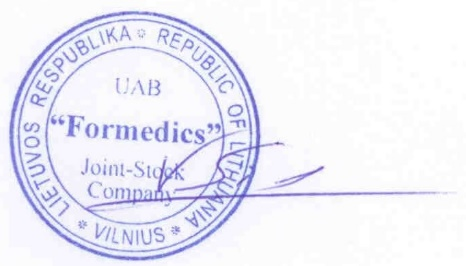 LIETUVOS RESPUBLIKA * REPUBLIC OF LITHUANIA
* VILNIUS *
UAB
“Formedics”
Joint-Stock
Company